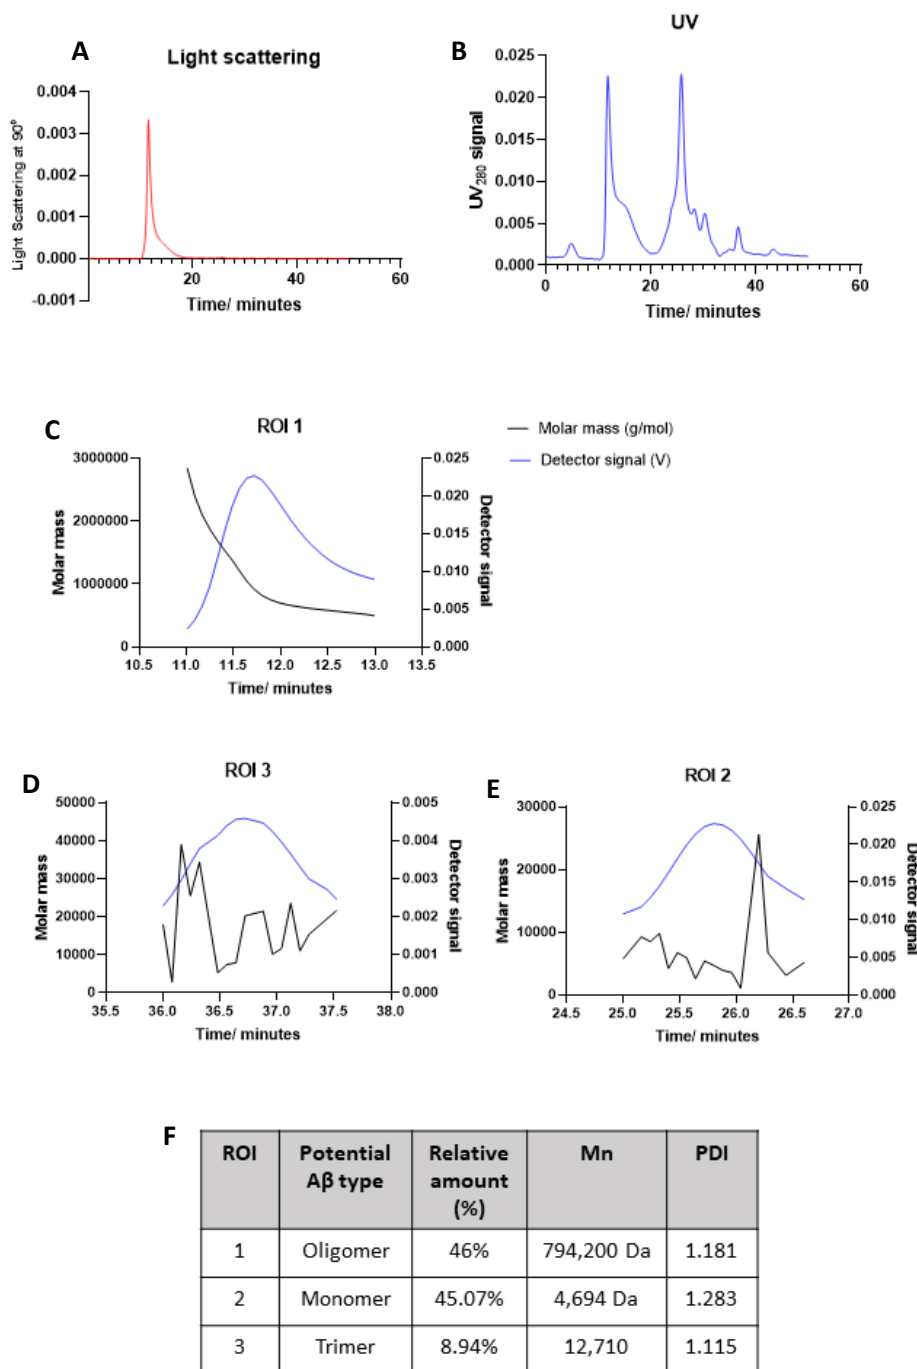 A
Light scattering
Light Scattering at 90⁰
0.004
0.003
0.002
0.001
0.000
-0.001
20
40
60
Time/ minutes
B
UV
UV₂₈₀ signal
0.025
0.020
0.015
0.010
0.005
0.000
0
20
40
60
Time/ minutes
C
ROI 1
Molar mass (g/mol)
Detector signal (V)
Molar mass
3000000
2000000
1000000
0
0.025
0.020
0.015
0.010
0.005
0.000
Detector signal
10.5 11.0 11.5 12.0 12.5 13.0 13.5
Time/ minutes
D
ROI 3
Molar mass
50000
40000
30000
20000
10000
0
0.005
0.004
0.003
0.002
0.001
0.000
Detector signal
35.5 36.0 36.5 37.0 37.5 38.0
Time/ minutes
E
ROI 2
Molar mass
30000
20000
10000
0
0.025
0.020
0.015
0.010
0.005
0.000
Detector signal
24.5 25.0 25.5 26.0 26.5 27.0
Time/ minutes
F
ROI Potential Aβ type Relative amount (%) Mn PDI
1 Oligomer 46% 794,200 Da 1.181
2 Monomer 45.07% 4,694 Da 1.283
3 Trimer 8.94% 12,710 1.115